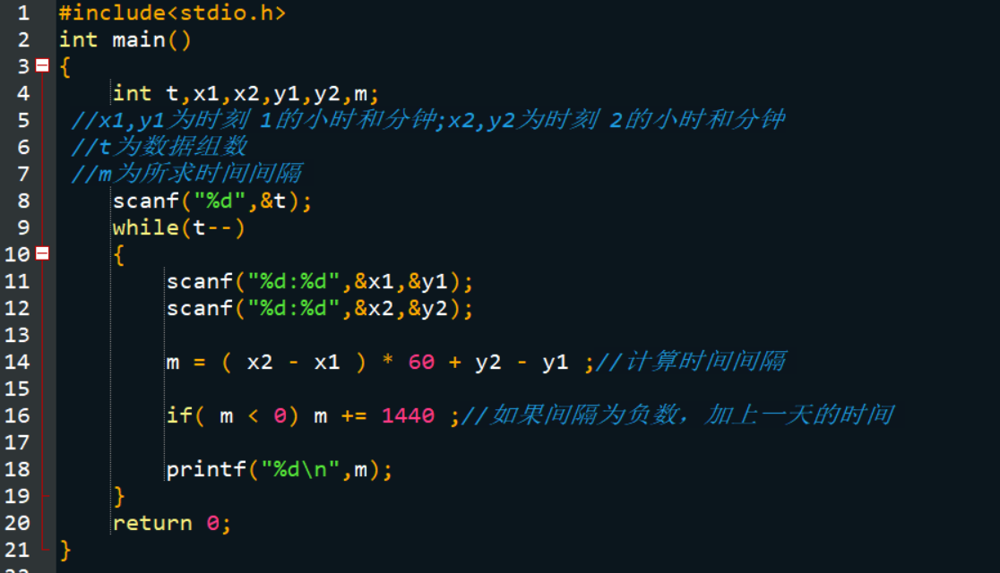 1 #include<stdio.h>
2 int main()
3 {
4 int t,x1,x2,y1,y2,m;
5 //x1,y1为时刻 1的小时和分钟;x2,y2为时刻 2的小时和分钟
6 //t为数据组数
7 //m为所求时间间隔
8 scanf("%d",&t);
9 while(t--)
10 {
11 scanf("%d:%d",&x1,&y1);
12 scanf("%d:%d",&x2,&y2);
13
14 m = ( x2 - x1 ) * 60 + y2 - y1 ;//计算时间间隔
15
16 if( m < 0) m += 1440 ;//如果间隔为负数，加上一天的时间
17
18 printf("%d\n",m);
19 }
20 return 0;
21 }